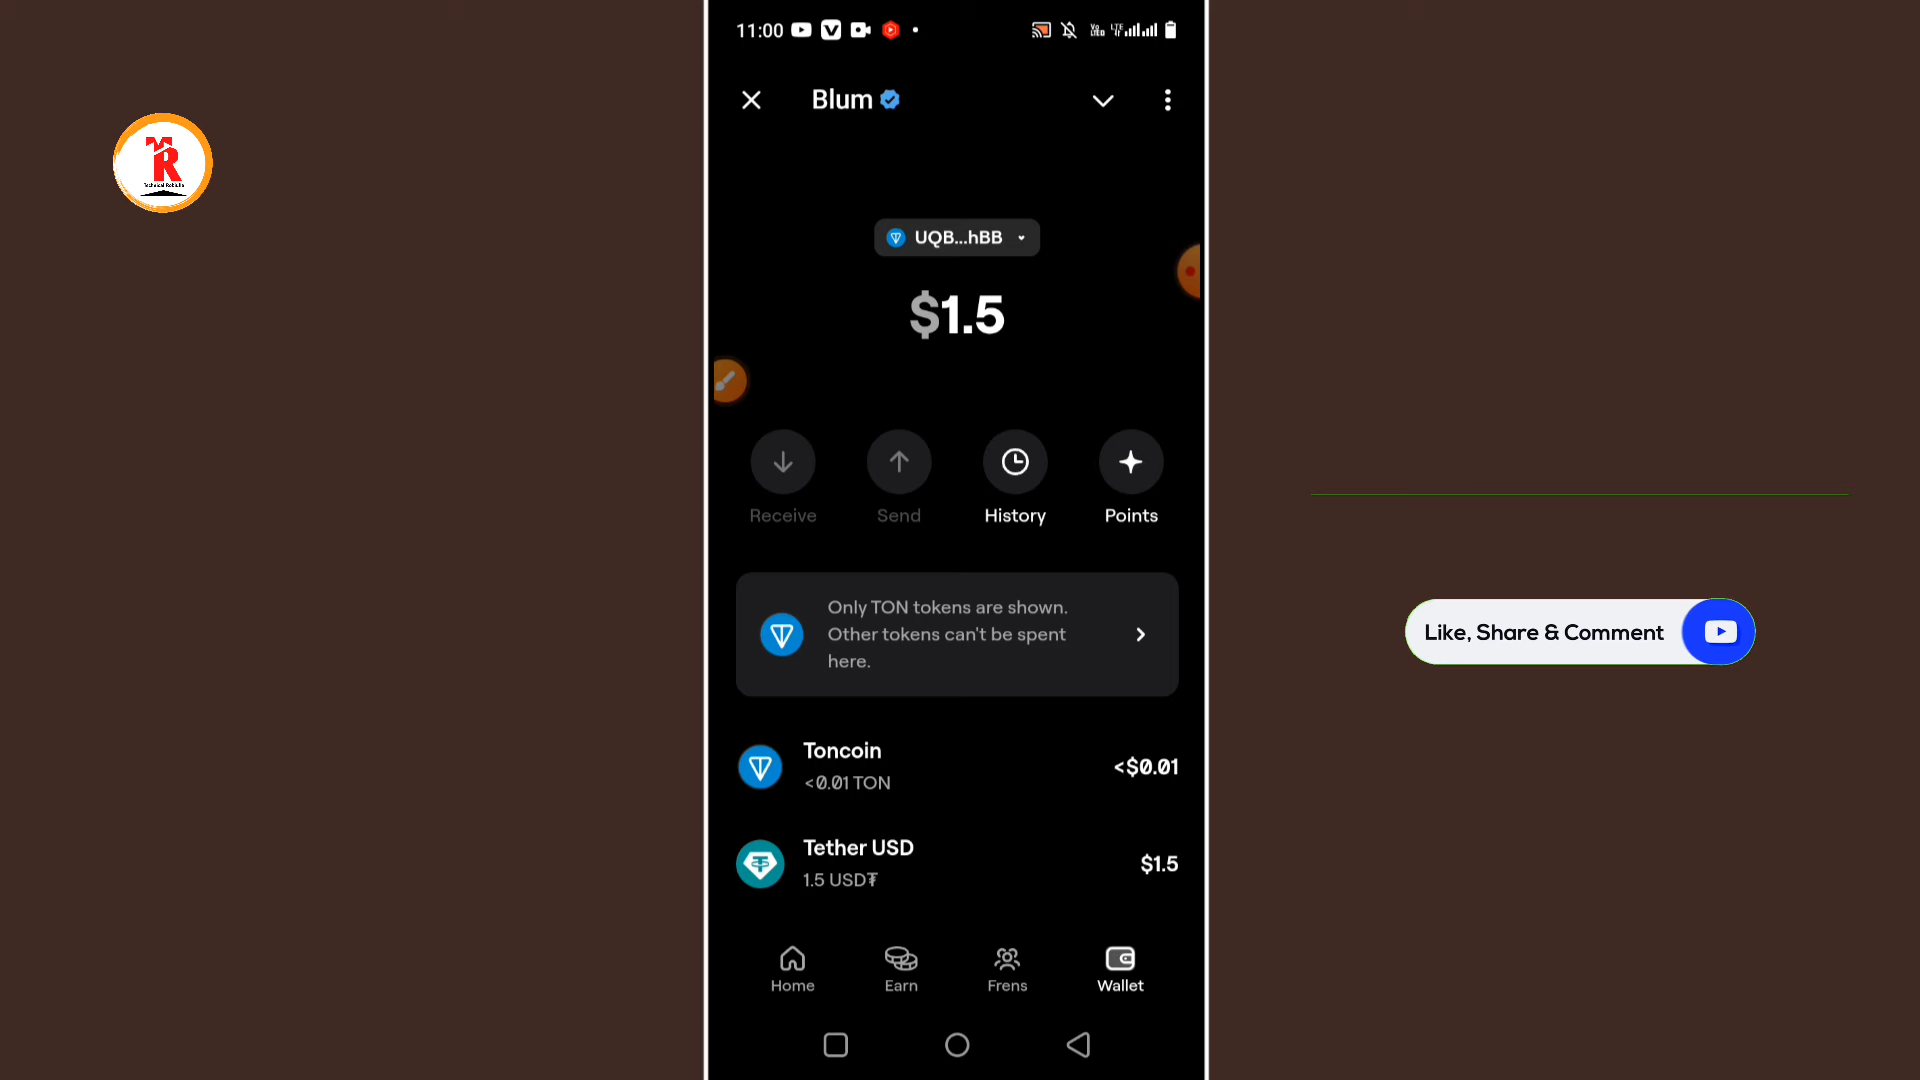 11:00
Blum
UQB...hBB
$1.5
Receive
Send
History
Points
Only TON tokens are shown.
Other tokens can't be spent
here.
Toncoin
<0.01 TON
<$0.01
Tether USD
1.5 USD₮
$1.5
Home
Earn
Frens
Wallet
Like, Share & Comment